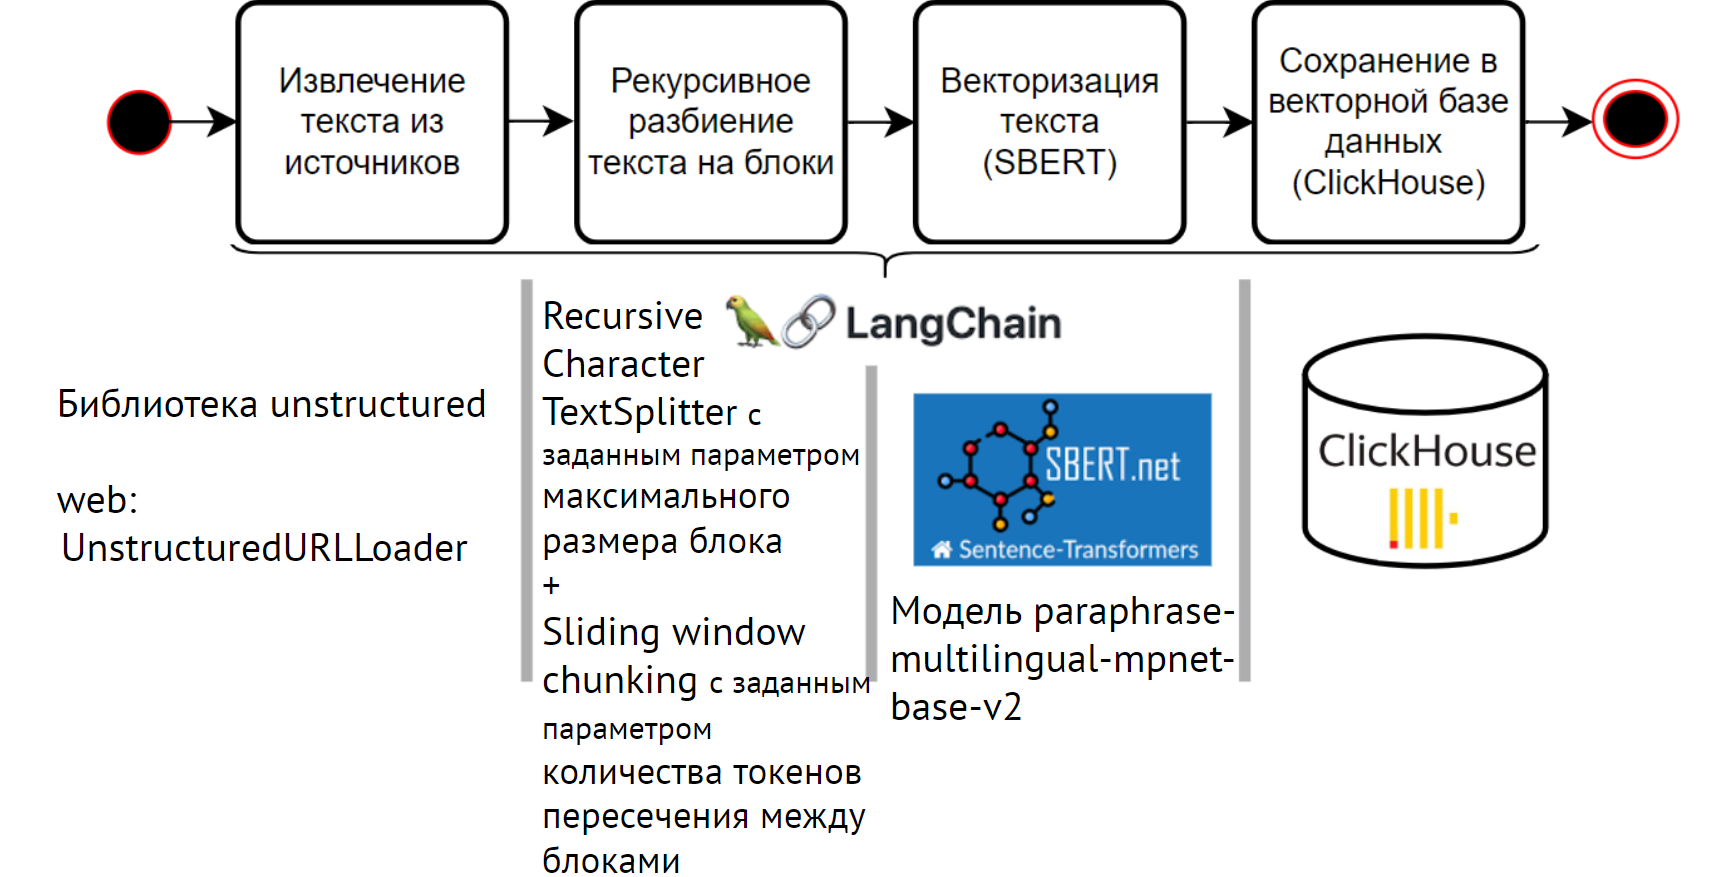 Извлечение
текста из
источников
Рекурсивное
разбиение
текста на блоки
Векторизация
текста
(SBERT)
Сохранение в
векторной базе
данных
(ClickHouse)
LangChain
Библиотека unstructured
web:
UnstructuredURLLoader
Recursive
Character
TextSplitter с
заданным параметром
максимального
размера блока
+
Sliding window
chunking с заданным
параметром
количества токенов
пересечения между
блоками
SBERT.net
Sentence-Transformers
Модель paraphrase-
multilingual-mpnet-
base-v2
ClickHouse